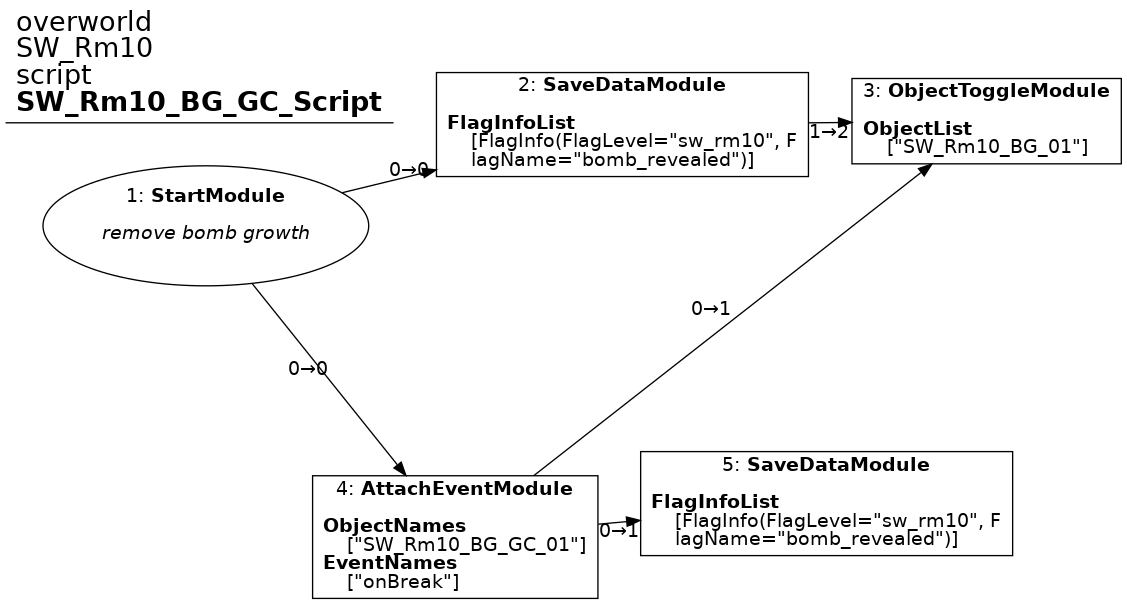 overworld
SW_Rm10
script
SW_Rm10_BG_GC_Script
1: StartModule
remove bomb growth
0→0
2: SaveDataModule
FlagInfoList
[FlagInfo(FlagLevel="sw_rm10", F
lagName="bomb_revealed")]
1→2
3: ObjectToggleModule
ObjectList
["SW_Rm10_BG_01"]
0→1
0→0
4: AttachEventModule
ObjectNames
["SW_Rm10_BG_GC_01"]
EventNames
["onBreak"]
0→1
5: SaveDataModule
FlagInfoList
[FlagInfo(FlagLevel="sw_rm10", F
lagName="bomb_revealed")]